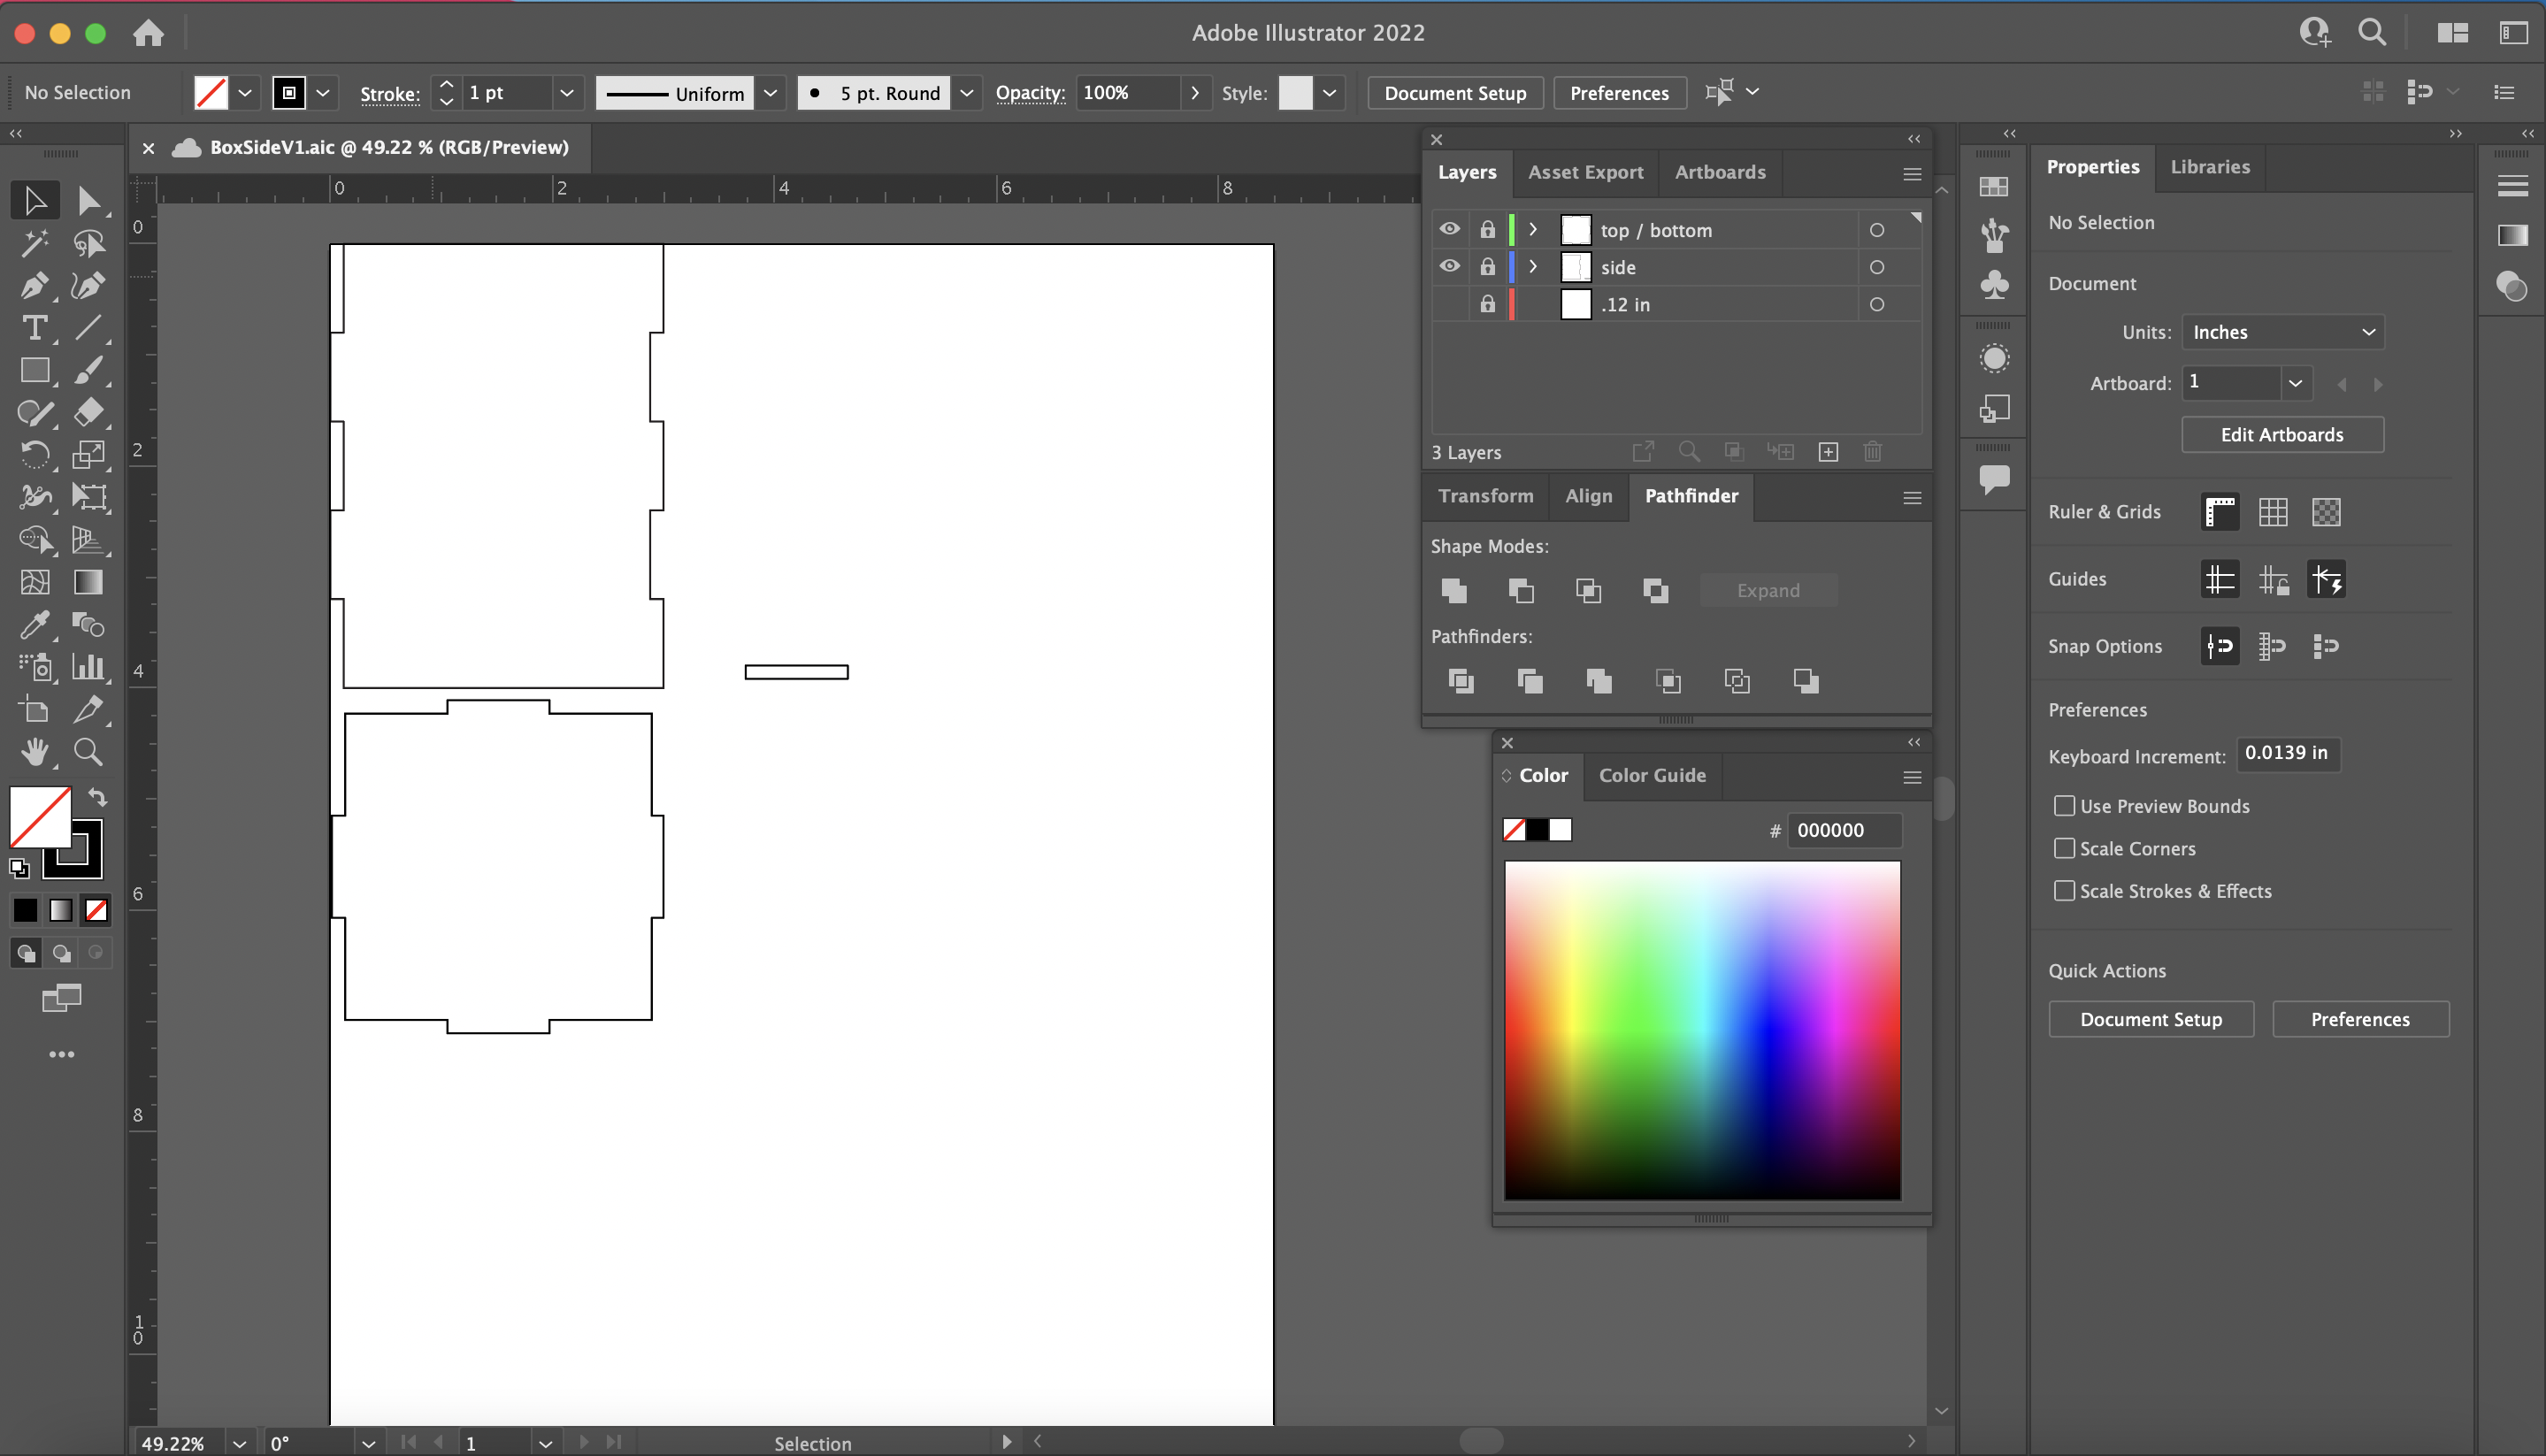 Adobe Illustrator 2022
No Selection
Stroke:
1 pt
Uniform
5 pt. Round
Opacity:
100%
Style:
Document Setup
Preferences
BoxSideV1.aic @ 49.22 % (RGB/Preview)
0
2
4
6
8
0
2
4
6
8
1
0
Layers
Asset Export
Artboards
top / bottom
side
.12 in
3 Layers
Transform
Align
Pathfinder
Shape Modes:
Expand
Pathfinders:
Color
Color Guide
#
000000
Properties
Libraries
No Selection
Document
Units:
Inches
Artboard:
1
Edit Artboards
Ruler & Grids
Guides
Snap Options
Preferences
Keyboard Increment:
0.0139 in
Use Preview Bounds
Scale Corners
Scale Strokes & Effects
Quick Actions
Document Setup
Preferences
49.22%
0°
1
Selection